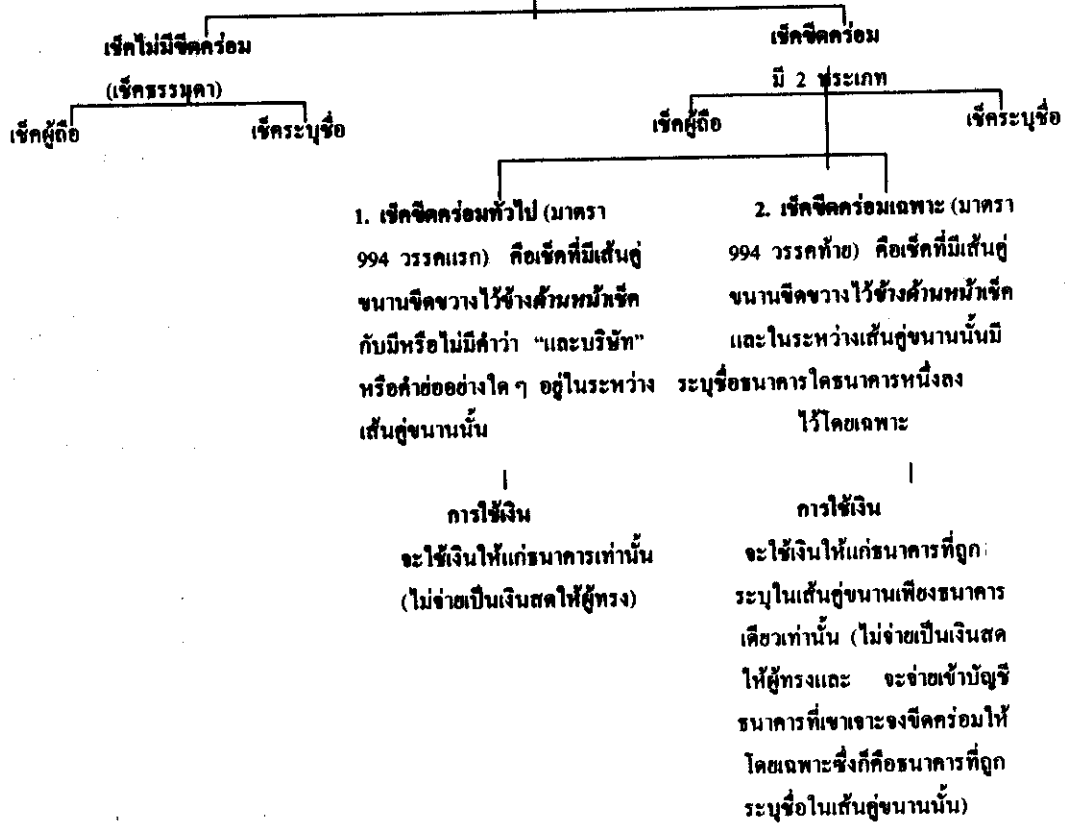 เช็คไม่มีขีดคร่อม
(เช็คธรรมดา)
เช็คผู้ถือ
เช็คระบุชื่อ
เช็คขีดคร่อม
มี 2 ประเภท
เช็คผู้ถือ
เช็คระบุชื่อ
1. เช็คขีดคร่อมทั่วไป (มาตรา
994 วรรคแรก) คือเช็คที่มีเส้นคู่
ขนานขีดขวางไว้ข้างด้านหน้าเช็ค
กับมีหรือไม่มีคำว่า “และบริษัท”
หรือคำย่ออย่างใด ๆ อยู่ในระหว่าง
เส้นคู่ขนานนั้น
การใช้เงิน
จะใช้เงินให้แก่ธนาคารเท่านั้น
(ไม่จ่ายเป็นเงินสดให้ผู้ทรง)
2. เช็คขีดคร่อมเฉพาะ (มาตรา
994 วรรคท้าย) คือเช็คที่มีเส้นคู่
ขนานขีดขวางไว้ข้างด้านหน้าเช็ค
และในระหว่างเส้นคู่ขนานนั้นมี
ระบุชื่อธนาคารใดธนาคารหนึ่งลง
ไว้โดยเฉพาะ
การใช้เงิน
จะใช้เงินให้แก่ธนาคารที่ถูก
ระบุในเส้นคู่ขนานเพียงธนาคาร
เดียวเท่านั้น (ไม่จ่ายเป็นเงินสด
ให้ผู้ทรงและ จะจ่ายเข้าบัญชี
ธนาคารที่เขาเจาะจงขีดคร่อมให้
โดยเฉพาะซึ่งก็คือธนาคารที่ถูก
ระบุชื่อในเส้นคู่ขนานนั้น)